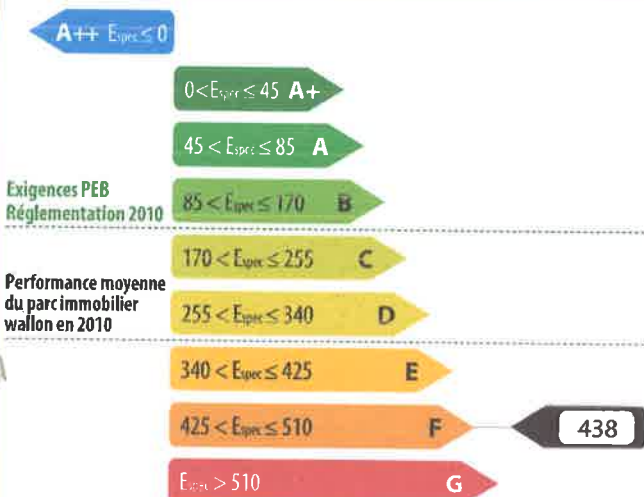 A++ Espec ≤ 0
0 < Espec ≤ 45 A+
45 < Espec ≤ 85 A
Exigences PEB
Réglementation 2010
85 < Espec ≤ 170 B
170 < Espec ≤ 255 C
Performance moyenne
du parc immobilier
wallon en 2010
255 < Espec ≤ 340 D
340 < Espec ≤ 425 E
425 < Espec ≤ 510 F
438
Espec > 510 G